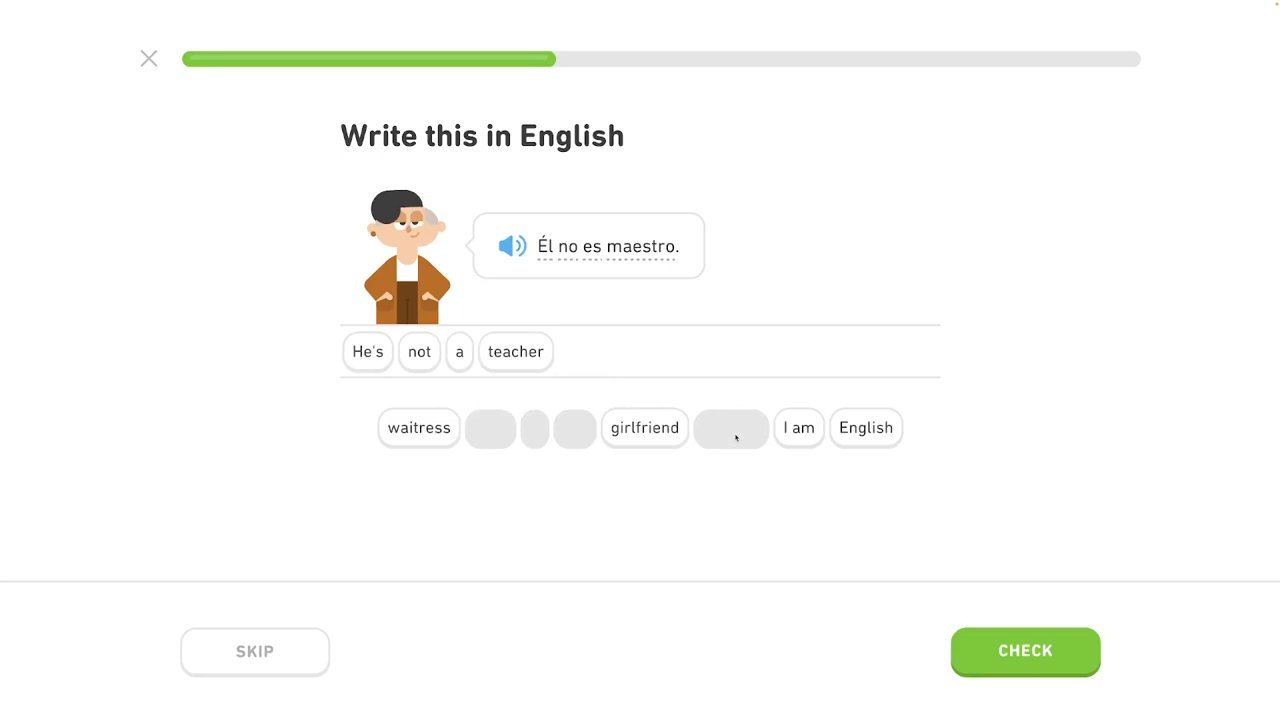 Write this in English
Él no es maestro.
He's not a teacher
waitress girlfriend I am English
SKIP CHECK